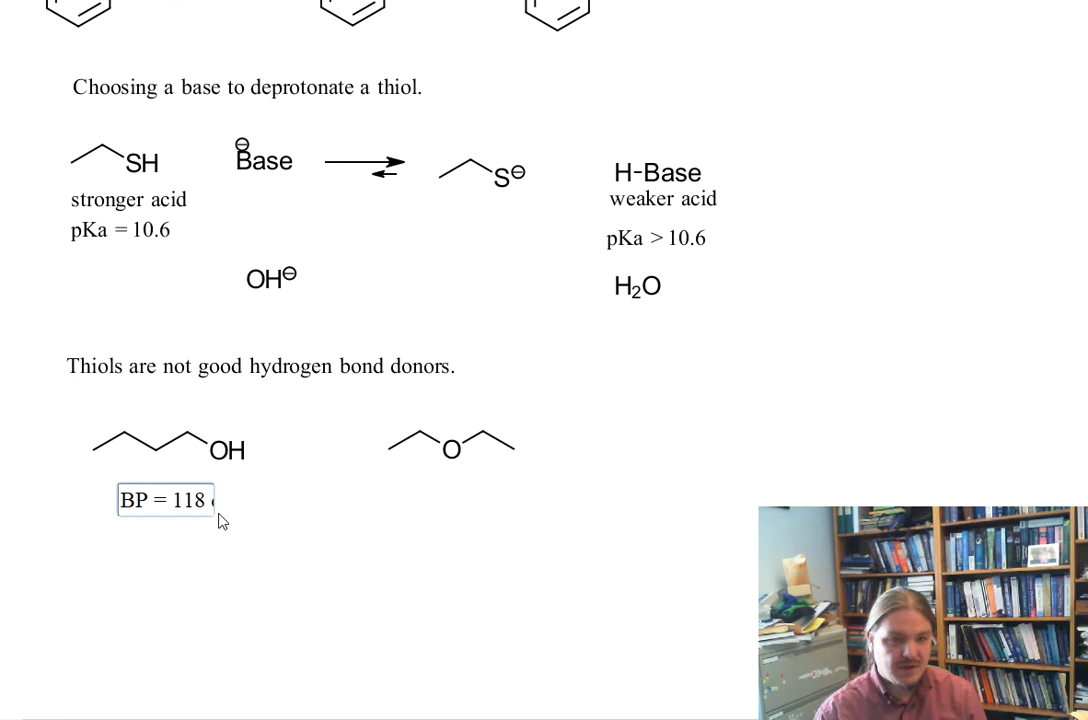 Choosing a base to deprotonate a thiol.
SH
⊖
Base
S⊖
H-Base
stronger acid
weaker acid
pKa = 10.6
pKa > 10.6
OH⊖
H₂O
Thiols are not good hydrogen bond donors.
OH
O
BP = 118